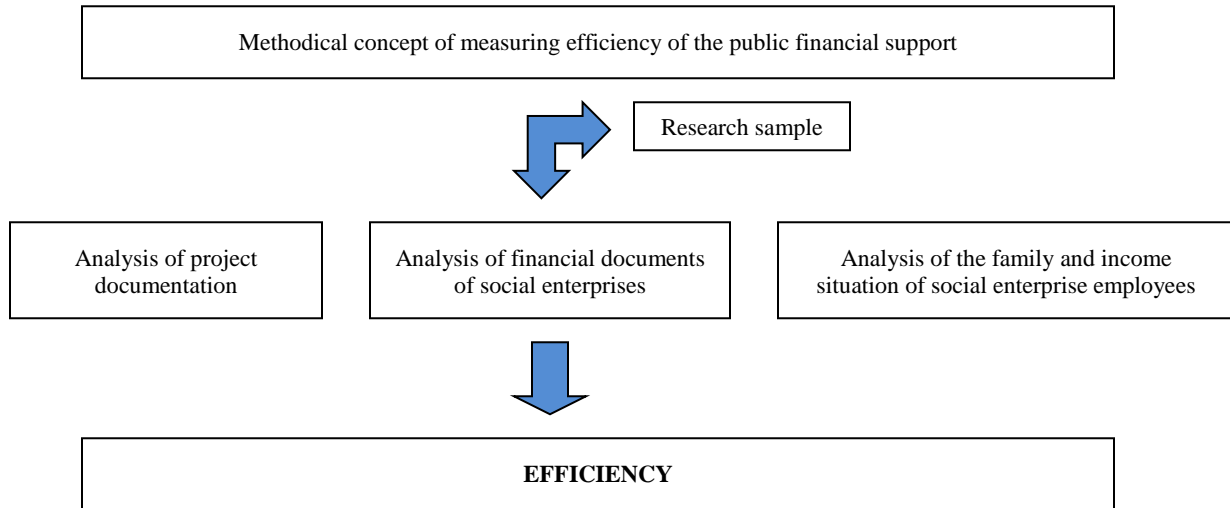 Methodical concept of measuring efficiency of the public financial support
Research sample
Analysis of project
documentation
Analysis of financial documents
of social enterprises
Analysis of the family and income
situation of social enterprise employees
EFFICIENCY